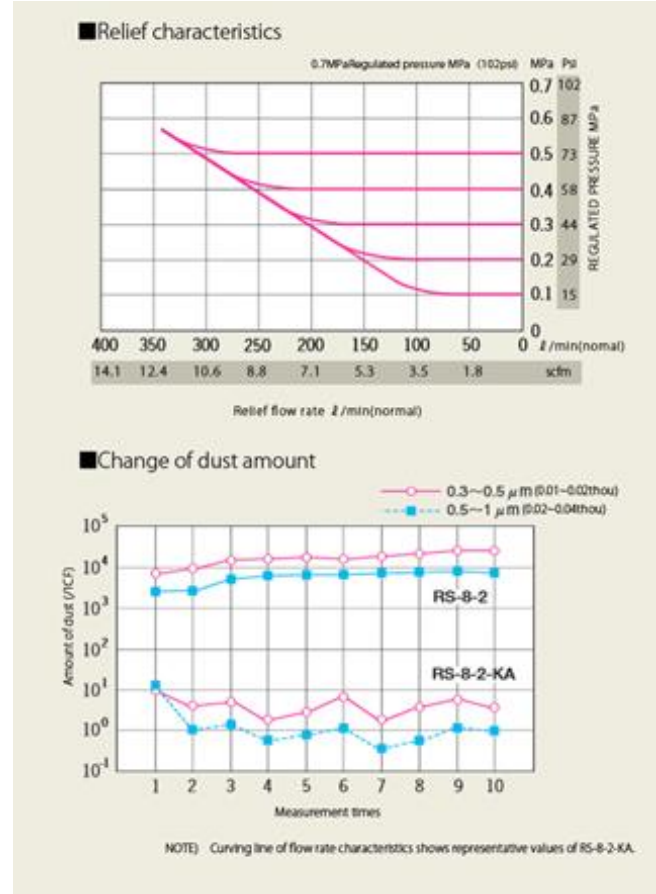 ■Relief characteristics
0.7MPaRegulated pressure MPa (102psi) MPa Psi
0.7 102
0.6 87
0.5 73
0.4 58
0.3 44
0.2 29
0.1 15
0
REGULATED PRESSURE MPa
400 350 300 250 200 150 100 50 0 ℓ/min(nomal)
14.1 12.4 10.6 8.8 7.1 5.3 3.5 1.8 scfm
Relief flow rate ℓ/min(normal)
■Change of dust amount
0.3~0.5 μm(0.01~0.02thou)
0.5~1 μm(0.02~0.04thou)
Amount of dust (/1CF)
10⁵
10⁴
10³
10²
10¹
10⁰
10⁻¹
RS-8-2
RS-8-2-KA
1 2 3 4 5 6 7 8 9 10
Measurement times
NOTE) Curving line of flow rate characteristics shows representative values of RS-8-2-KA.